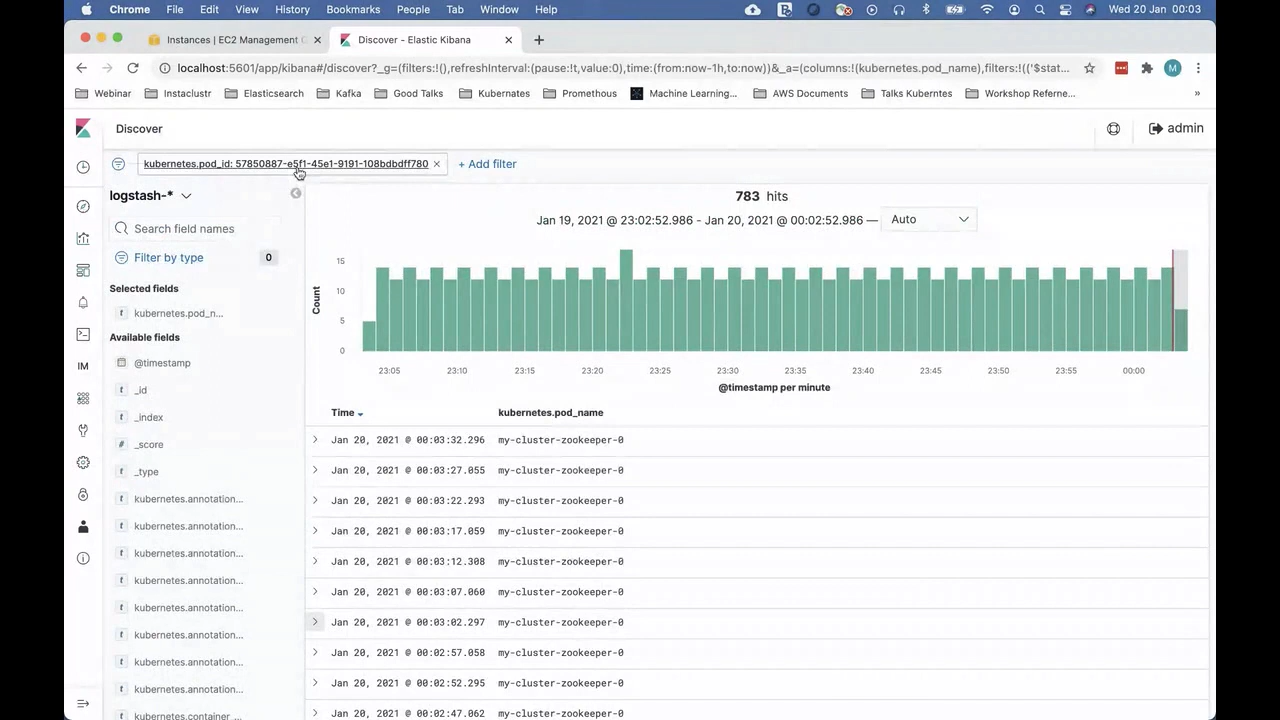 Chrome File Edit View History Bookmarks People Tab Window Help Wed 20 Jan 00:03
Instances | EC2 Management C Discover - Elastic Kibana
localhost:5601/app/kibana#/discover?_g=(filters:!(),refreshInterval:(pause:!t,value:0),time:(from:now-1h,to:now))&_a=(columns:!(kubernetes.pod_name),filters:!(('$stat... M
Webinar Instaclustr Elasticsearch Kafka Good Talks Kubernates Promethous Machine Learning... AWS Documents Talks Kuberntes Workshop Referne... »
Discover admin
kubernetes.pod_id: 57850887-e5f1-45e1-9191-108bdbdff780 × + Add filter
logstash-*
783 hits
Jan 19, 2021 @ 23:02:52.986 - Jan 20, 2021 @ 00:02:52.986 — Auto
Search field names
Filter by type 0
Selected fields
t kubernetes.pod_n...
Available fields
@timestamp
t _id
t _index
# _score
t _type
t kubernetes.annotation...
t kubernetes.annotation...
t kubernetes.annotation...
t kubernetes.annotation...
t kubernetes.annotation...
t kubernetes.annotation...
t kubernetes.annotation...
t kubernetes.annotation...
t kubernetes.container_...
IM
Count
15
10
5
0
23:05 23:10 23:15 23:20 23:25 23:30 23:35 23:40 23:45 23:50 23:55 00:00
@timestamp per minute
Time kubernetes.pod_name
Jan 20, 2021 @ 00:03:32.296 my-cluster-zookeeper-0
Jan 20, 2021 @ 00:03:27.055 my-cluster-zookeeper-0
Jan 20, 2021 @ 00:03:22.293 my-cluster-zookeeper-0
Jan 20, 2021 @ 00:03:17.059 my-cluster-zookeeper-0
Jan 20, 2021 @ 00:03:12.308 my-cluster-zookeeper-0
Jan 20, 2021 @ 00:03:07.060 my-cluster-zookeeper-0
Jan 20, 2021 @ 00:03:02.297 my-cluster-zookeeper-0
Jan 20, 2021 @ 00:02:57.058 my-cluster-zookeeper-0
Jan 20, 2021 @ 00:02:52.295 my-cluster-zookeeper-0
Jan 20, 2021 @ 00:02:47.062 my-cluster-zookeeper-0